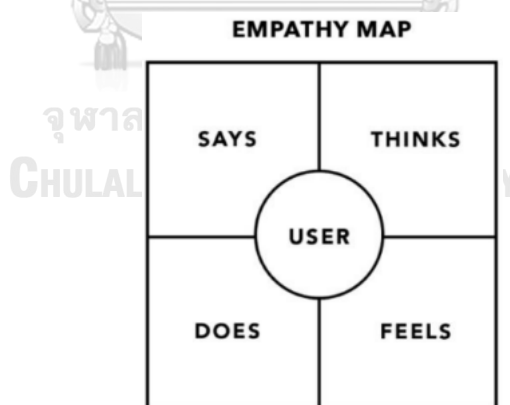 EMPATHY MAP
SAYS
THINKS
จุฬาล
CHULAL
Y
USER
DOES
FEELS